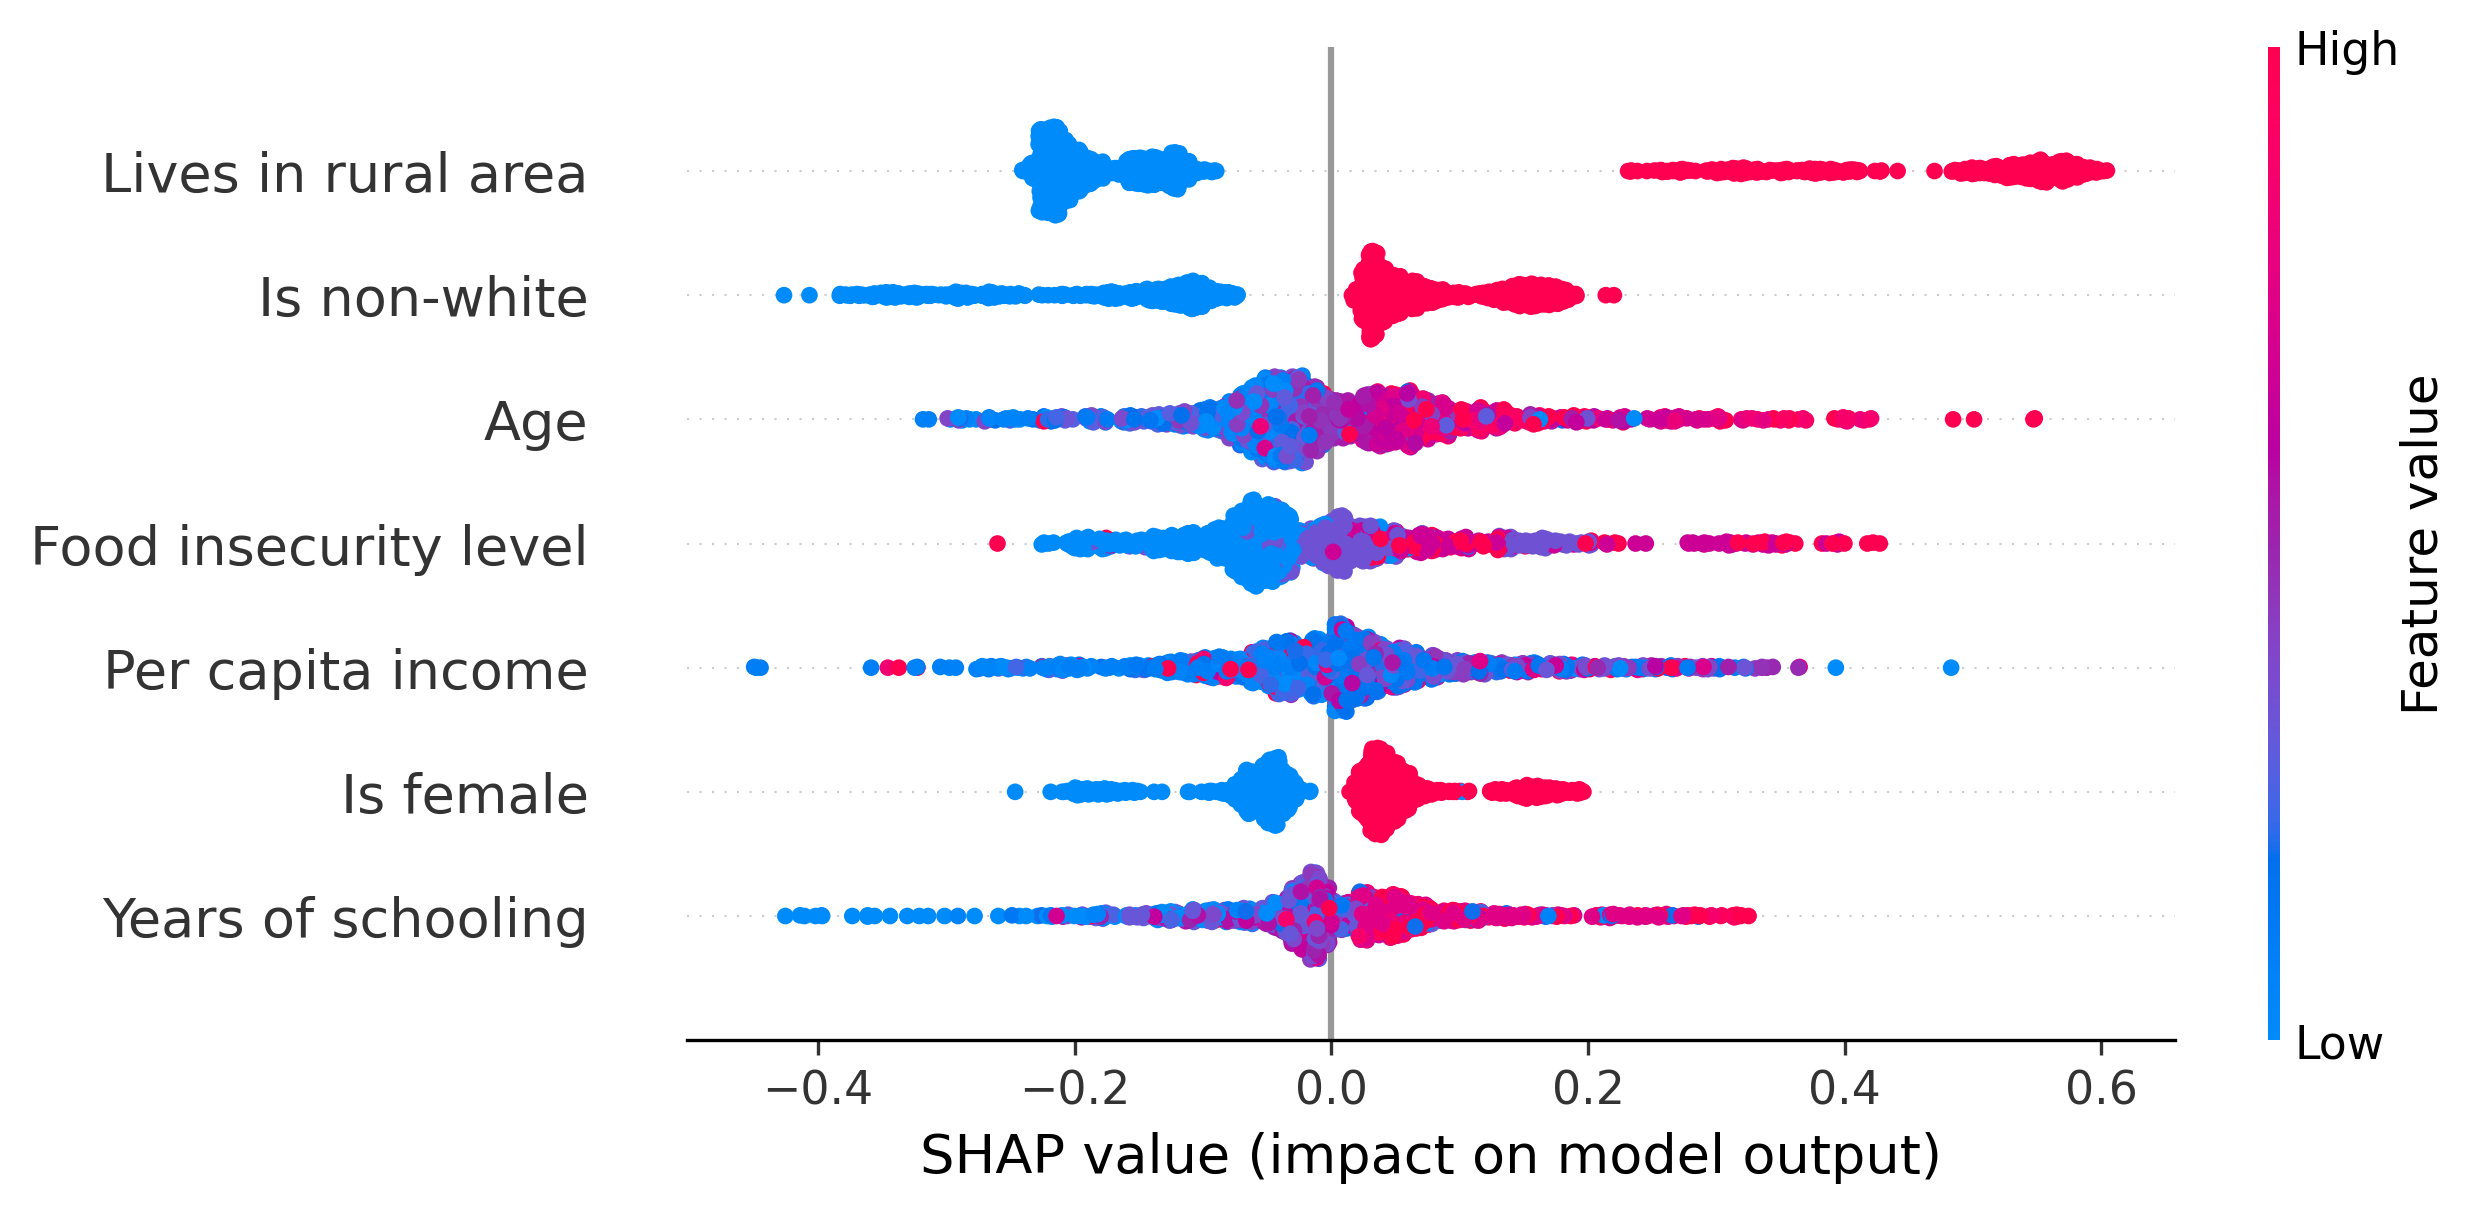 High
Lives in rural area
Is non-white
Age
Food insecurity level
Per capita income
Is female
Years of schooling
Feature value
Low
−0.4 −0.2 0.0 0.2 0.4 0.6
SHAP value (impact on model output)